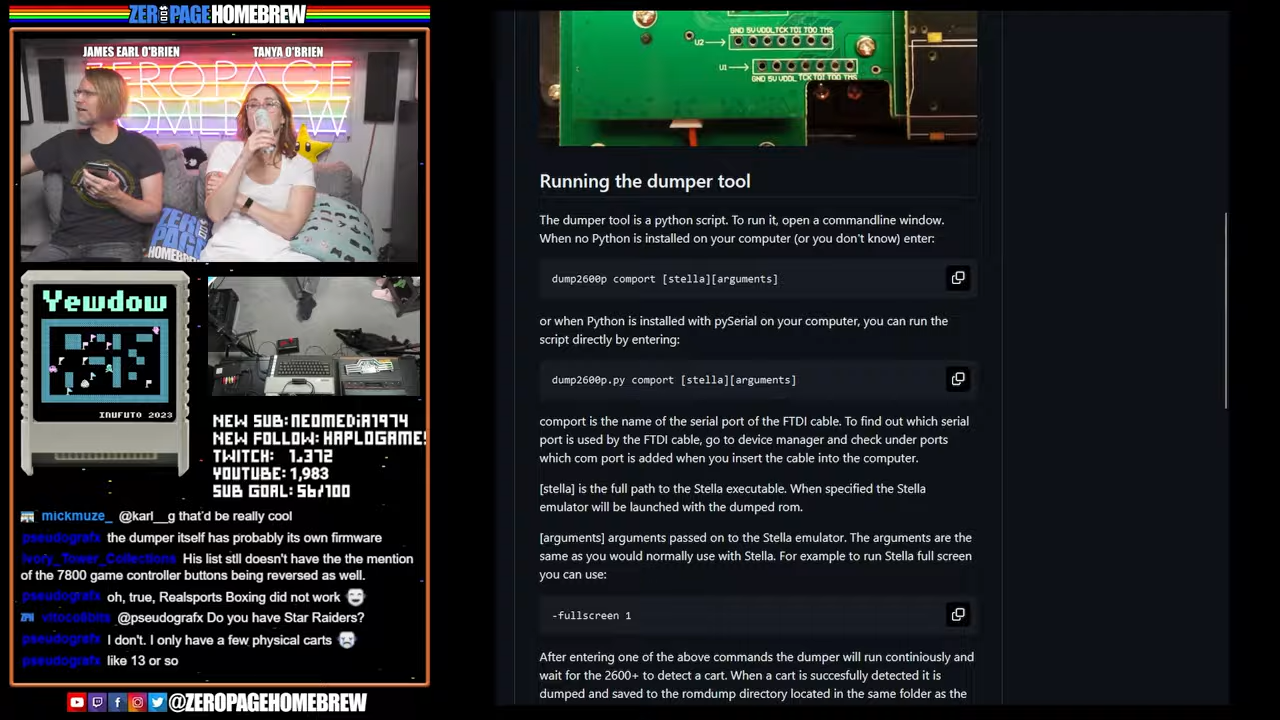 ZEROPAGEHOMEBREW
JAMES EARL O'BRIEN
TANYA O'BRIEN
ZEROPAGE
HOMEBREW
ZERO
PAGE
HOMEBREW
Yewdow
INUFUTO 2023
NEW SUB:NEOMEDIA1974
NEW FOLLOW: HAPLOGAMES
TWITCH: 1,372
YOUTUBE: 1,983
SUB GOAL: 56/100
mickmuze_ @karl__g that'd be really cool
pseudografx the dumper itself has probably its own firmware
Ivory_Tower_Collections His list stll doesn't have the the mention
of the 7800 game controller buttons being reversed as well.
pseudografx oh, true, Realsports Boxing did not work
ZPH vitoco8bits @pseudografx Do you have Star Raiders?
pseudografx I don't. I only have a few physical carts
pseudografx like 13 or so
@ZEROPAGEHOMEBREW
U2
GND 5V VDDL TCK TDI TDO TMS
U1
GND 5V VDDL TCK TDI TDO TMS
Running the dumper tool
The dumper tool is a python script. To run it, open a commandline window.
When no Python is installed on your computer (or you don't know) enter:
dump2600p comport [stella][arguments]
or when Python is installed with pySerial on your computer, you can run the
script directly by entering:
dump2600p.py comport [stella][arguments]
comport is the name of the serial port of the FTDI cable. To find out which serial
port is used by the FTDI cable, go to device manager and check under ports
which com port is added when you insert the cable into the computer.
[stella] is the full path to the Stella executable. When specified the Stella
emulator will be launched with the dumped rom.
[arguments] arguments passed on to the Stella emulator. The arguments are the
same as you would normally use with Stella. For example to run Stella full screen
you can use:
-fullscreen 1
After entering one of the above commands the dumper will run continiously and
wait for the 2600+ to detect a cart. When a cart is succesfully detected it is
dumped and saved to the romdump directory located in the same folder as the